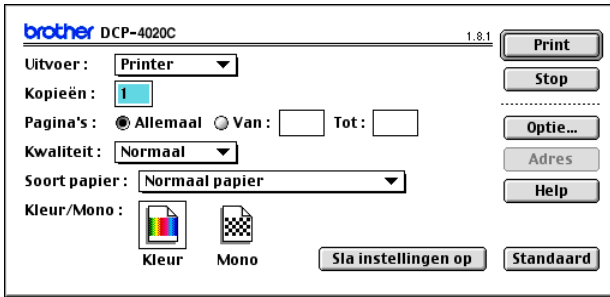 brother DCP-4020C 1.8.1
Print
Uitvoer: Printer
Stop
Kopieën: 1
Pagina's: Allemaal Van: Tot:
Optie...
Kwaliteit: Normaal
Adres
Soort papier: Normaal papier
Help
Kleur/Mono:
Kleur Mono
Sla instellingen op Standaard